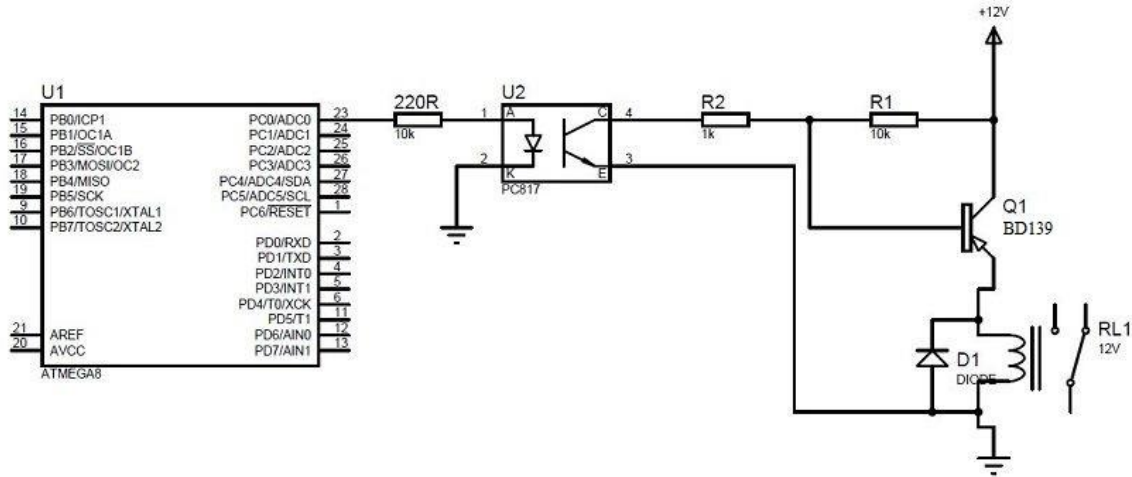 +12V
U1
14 PB0/ICP1
15 PB1/OC1A
16 PB2/SS/OC1B
17 PB3/MOSI/OC2
18 PB4/MISO
19 PB5/SCK
9 PB6/TOSC1/XTAL1
10 PB7/TOSC2/XTAL2
21 AREF
20 AVCC
PC0/ADC0 23
PC1/ADC1 24
PC2/ADC2 25
PC3/ADC3 26
PC4/ADC4/SDA 27
PC5/ADC5/SCL 28
PC6/RESET 1
PD0/RXD 2
PD1/TXD 3
PD2/INT0 4
PD3/INT1 5
PD4/T0/XCK 6
PD5/T1 11
PD6/AIN0 12
PD7/AIN1 13
ATMEGA8
220R
10k
U2
1 A
2 K
C 4
E 3
PC817
R2
1k
R1
10k
Q1
BD139
D1
DIODE
RL1
12V